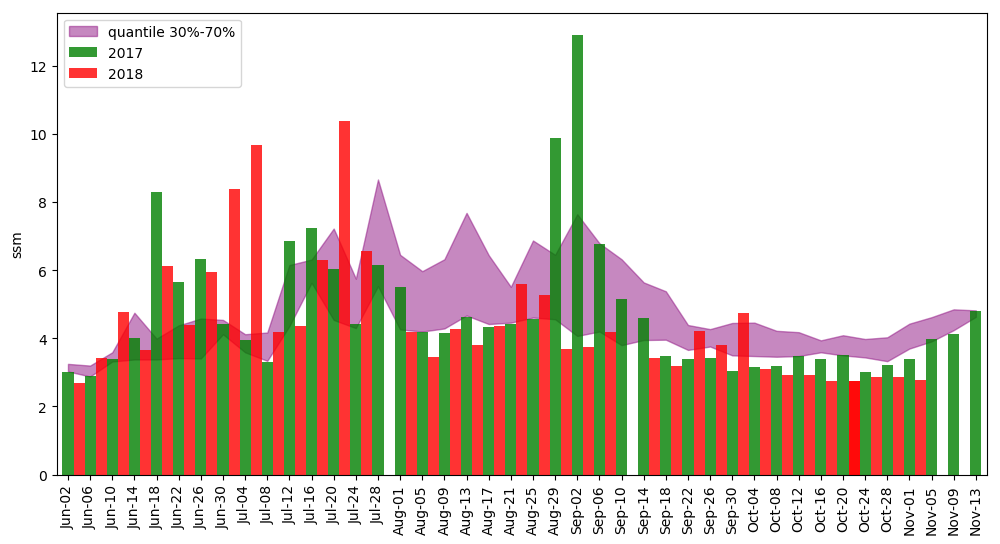 quantile 30%-70%
2017
2018
ssm
12
10
8
6
4
2
0
Jun-02
Jun-06
Jun-10
Jun-14
Jun-18
Jun-22
Jun-26
Jun-30
Jul-04
Jul-08
Jul-12
Jul-16
Jul-20
Jul-24
Jul-28
Aug-01
Aug-05
Aug-09
Aug-13
Aug-17
Aug-21
Aug-25
Aug-29
Sep-02
Sep-06
Sep-10
Sep-14
Sep-18
Sep-22
Sep-26
Sep-30
Oct-04
Oct-08
Oct-12
Oct-16
Oct-20
Oct-24
Oct-28
Nov-01
Nov-05
Nov-09
Nov-13